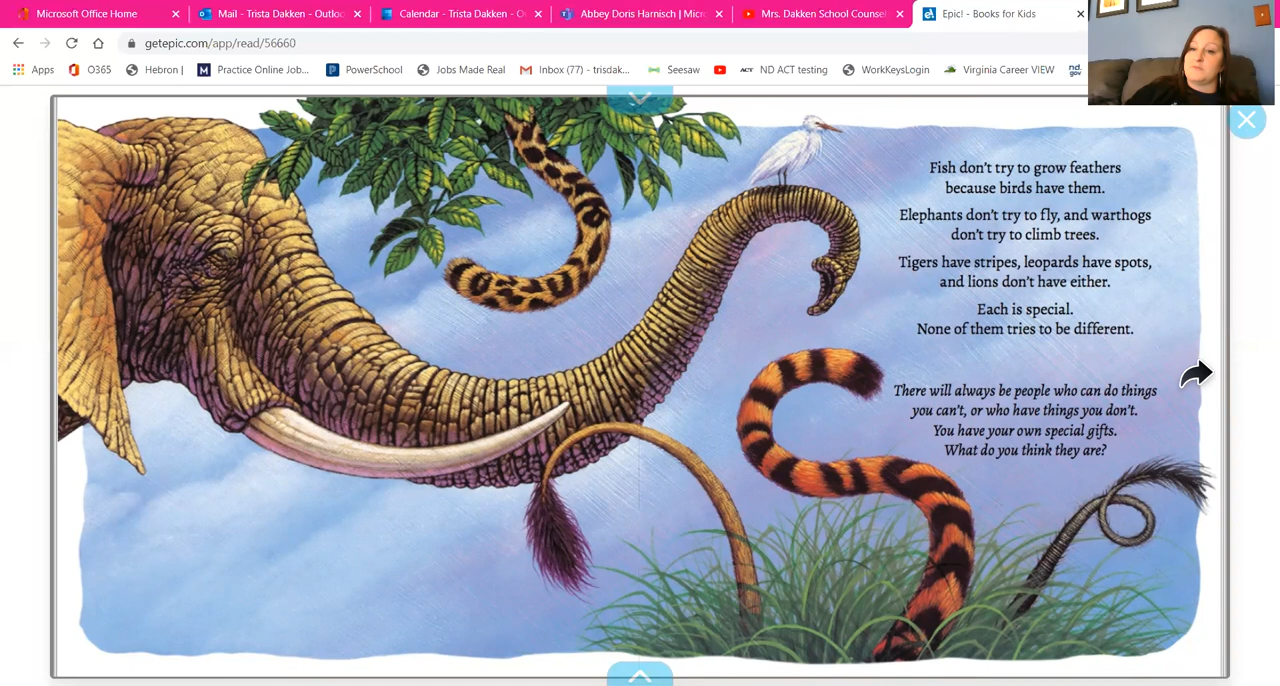 Microsoft Office Home
Mail - Trista Dakken - Outloo
Calendar - Trista Dakken - O
Abbey Doris Harnisch | Micro
Mrs. Dakken School Counsel
Epic! - Books for Kids
getepic.com/app/read/56660
Apps
O365
Hebron |
Practice Online Job...
PowerSchool
Jobs Made Real
Inbox (77) - trisdak...
Seesaw
ACT ND ACT testing
WorkKeysLogin
Virginia Career VIEW
nd.gov
Fish don't try to grow feathers
because birds have them.
Elephants don't try to fly, and warthogs
don't try to climb trees.
Tigers have stripes, leopards have spots,
and lions don't have either.
Each is special.
None of them tries to be different.
There will always be people who can do things
you can't, or who have things you don't.
You have your own special gifts.
What do you think they are?